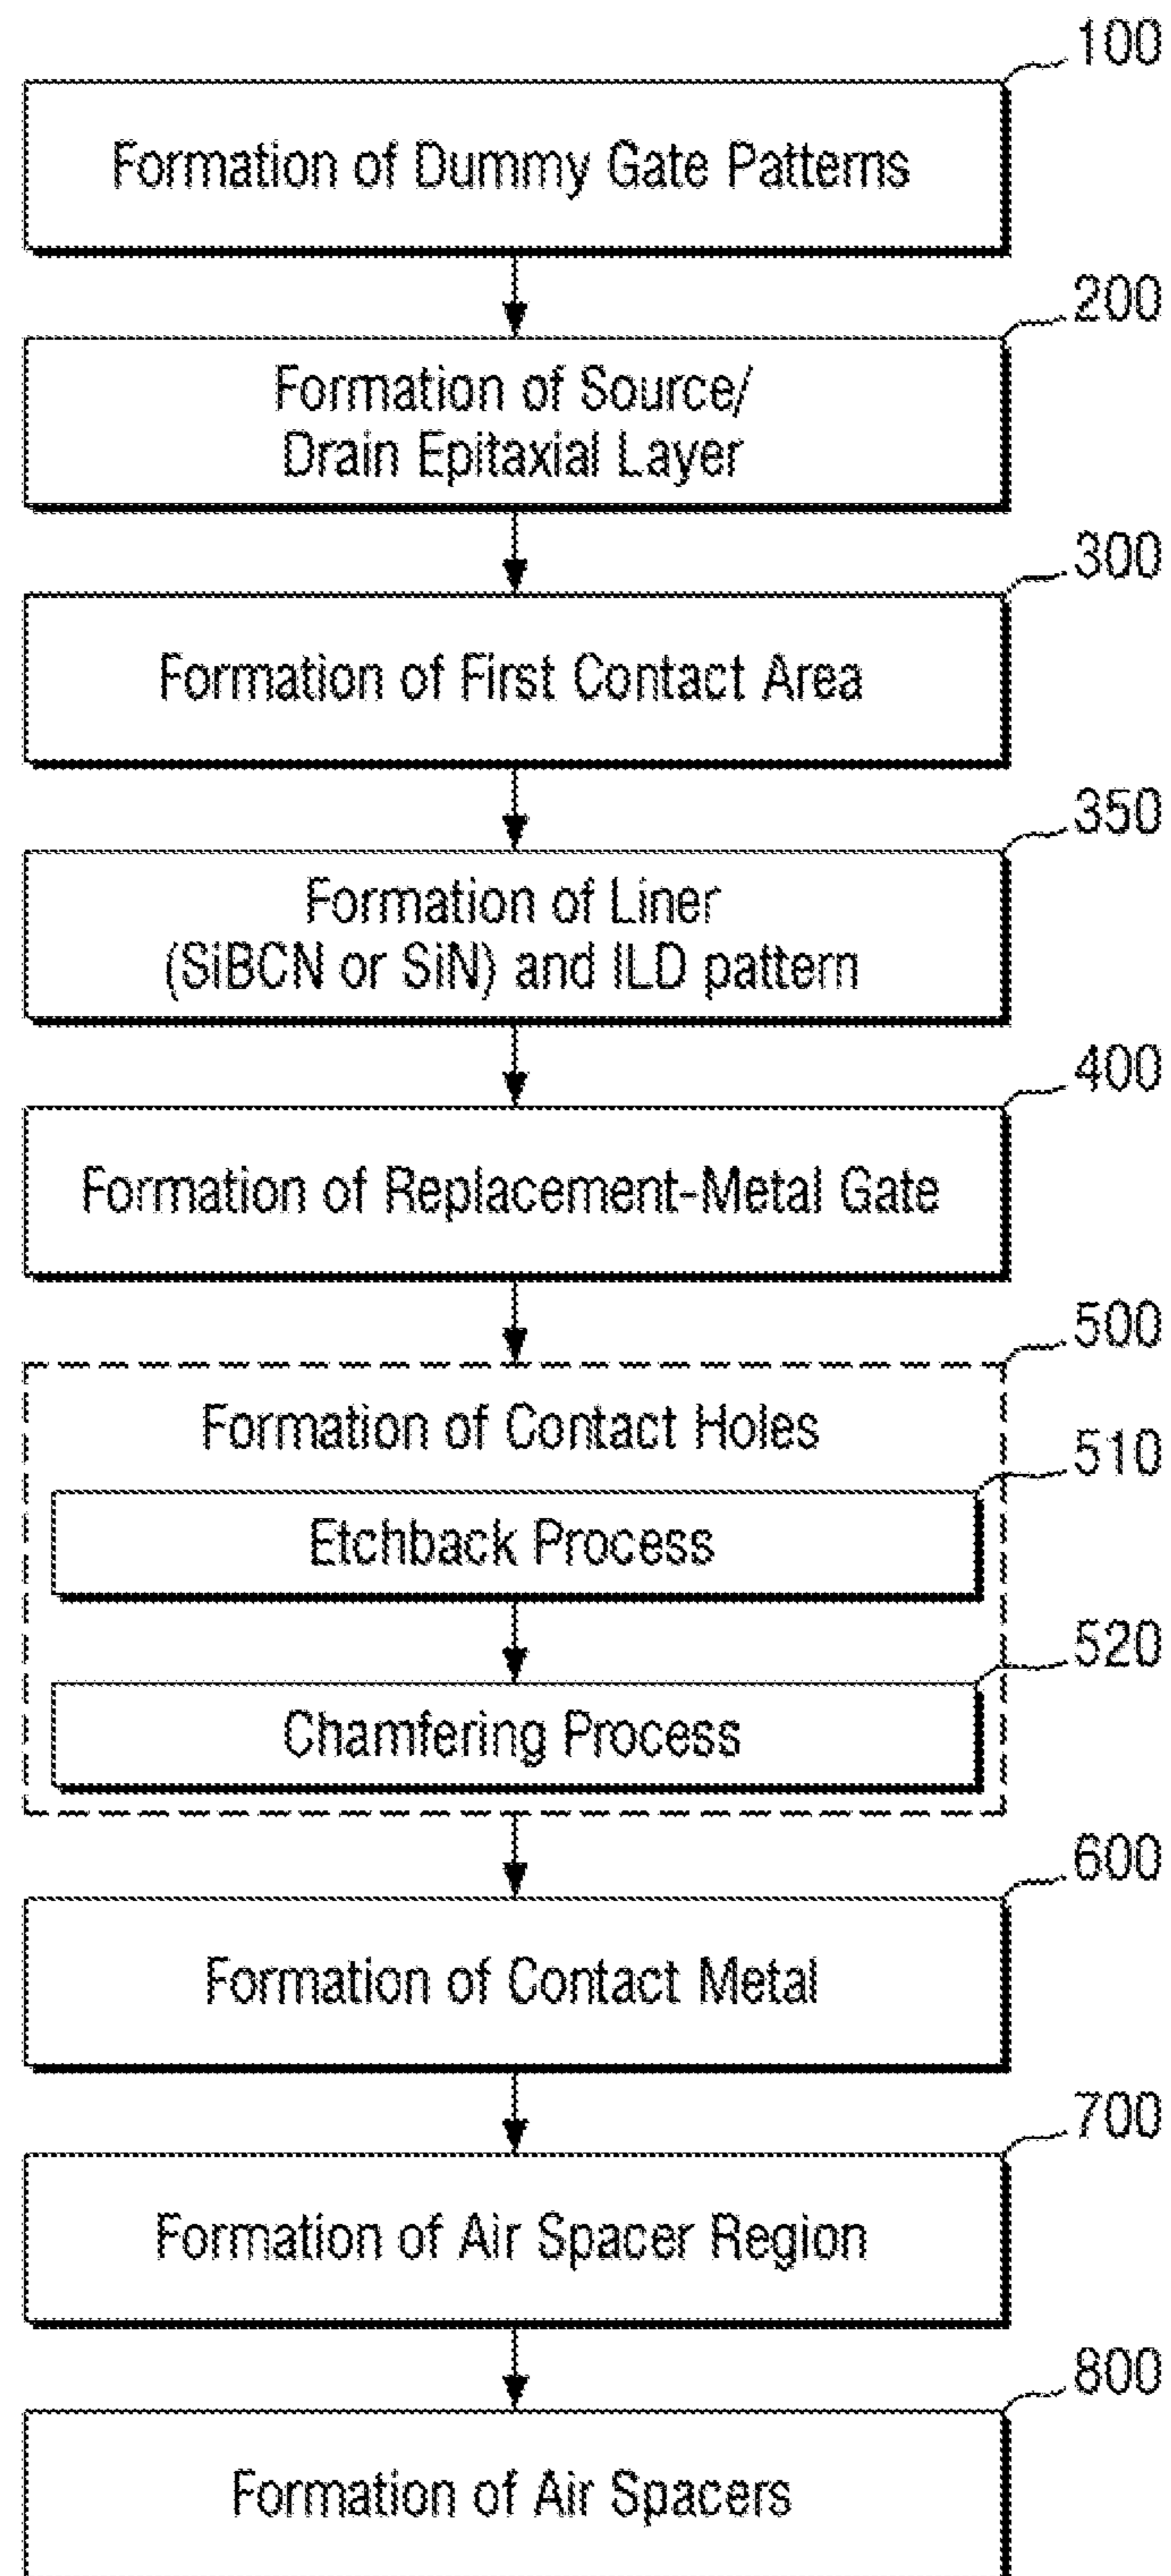 100
Formation of Dummy Gate Patterns
200
Formation of Source/
Drain Epitaxial Layer
300
Formation of First Contact Area
350
Formation of Liner
(SiBCN or SiN) and ILD pattern
400
Formation of Replacement-Metal Gate
500
Formation of Contact Holes
510
Etchback Process
520
Chamfering Process
600
Formation of Contact Metal
700
Formation of Air Spacer Region
800
Formation of Air Spacers